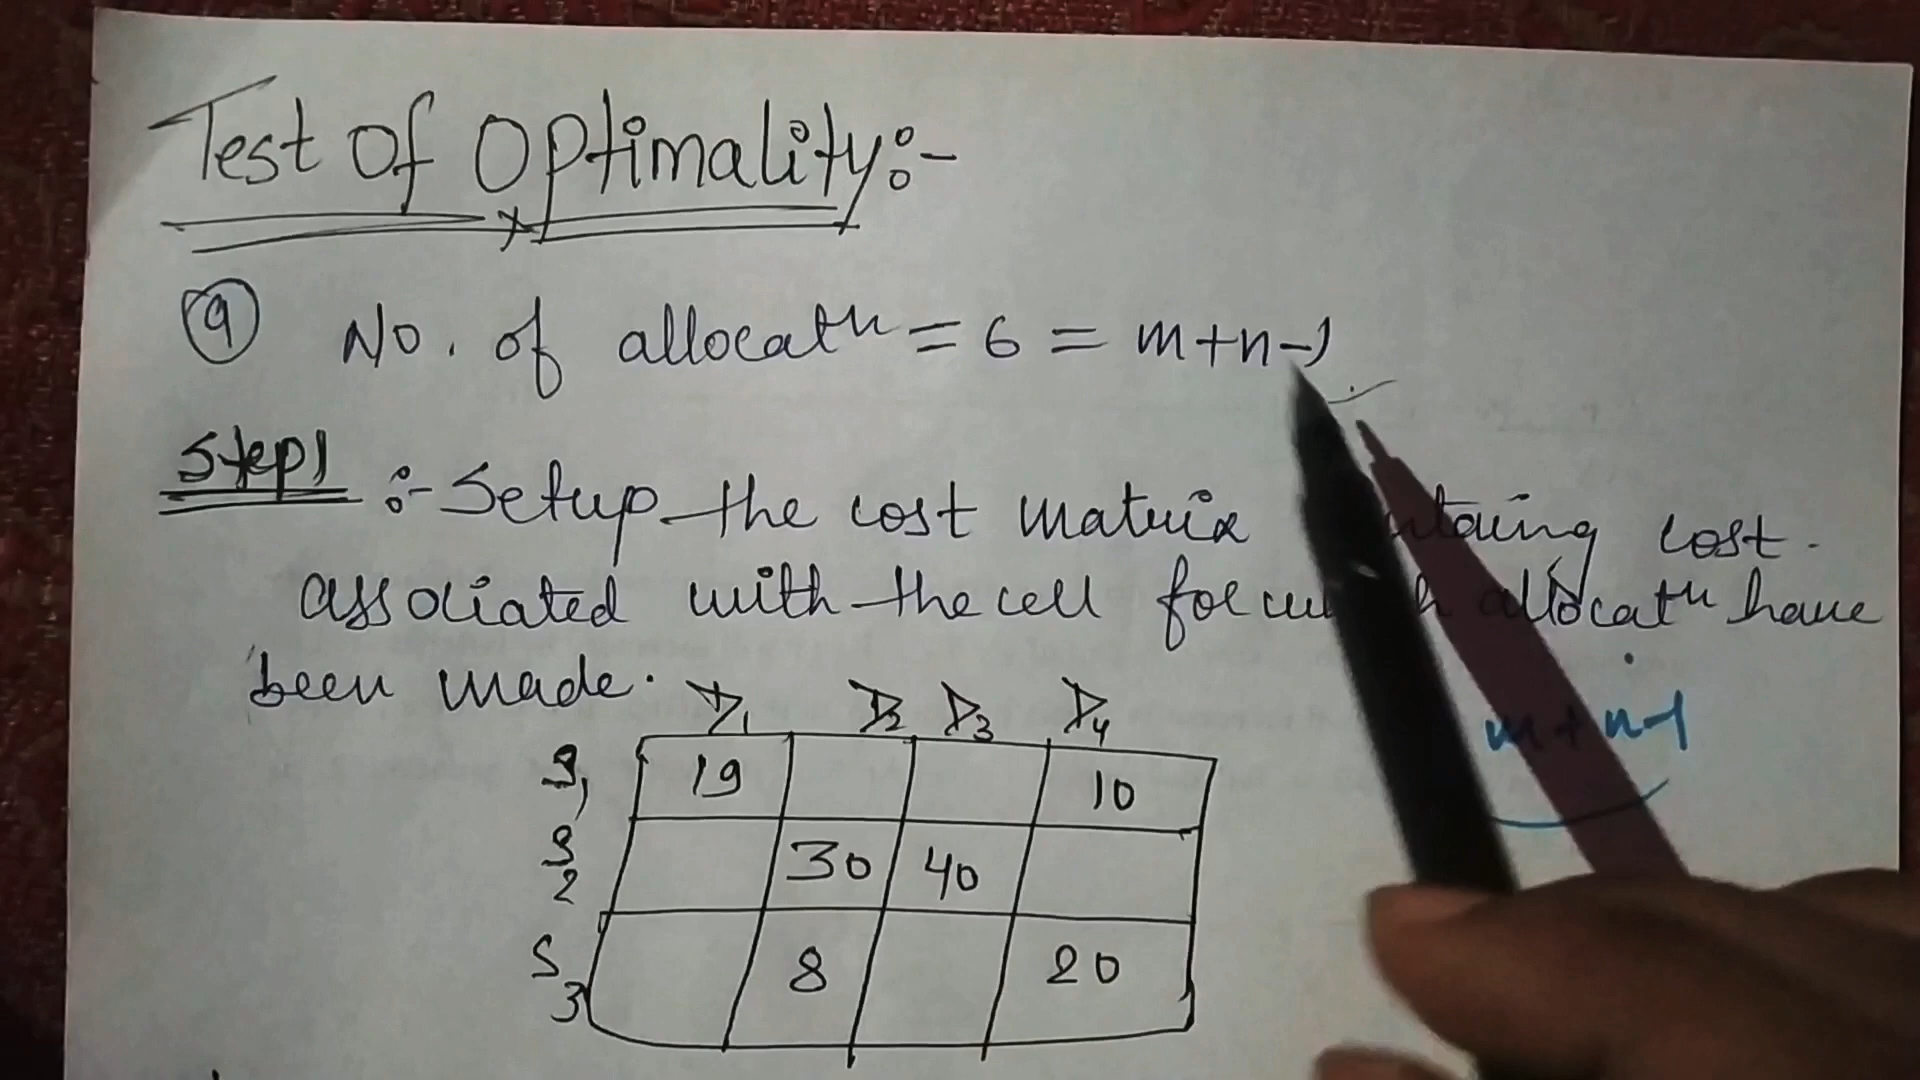 Test of Optimality:-
(9) No. of allocatn = 6 = m+n-1
Step1 :- Setup the cost matrix cost.
associated with the cell for allocatn have
been made.
m+n-1
D1 D2 D3 D4
S1 19 10
S2 30 40
S3 8 20